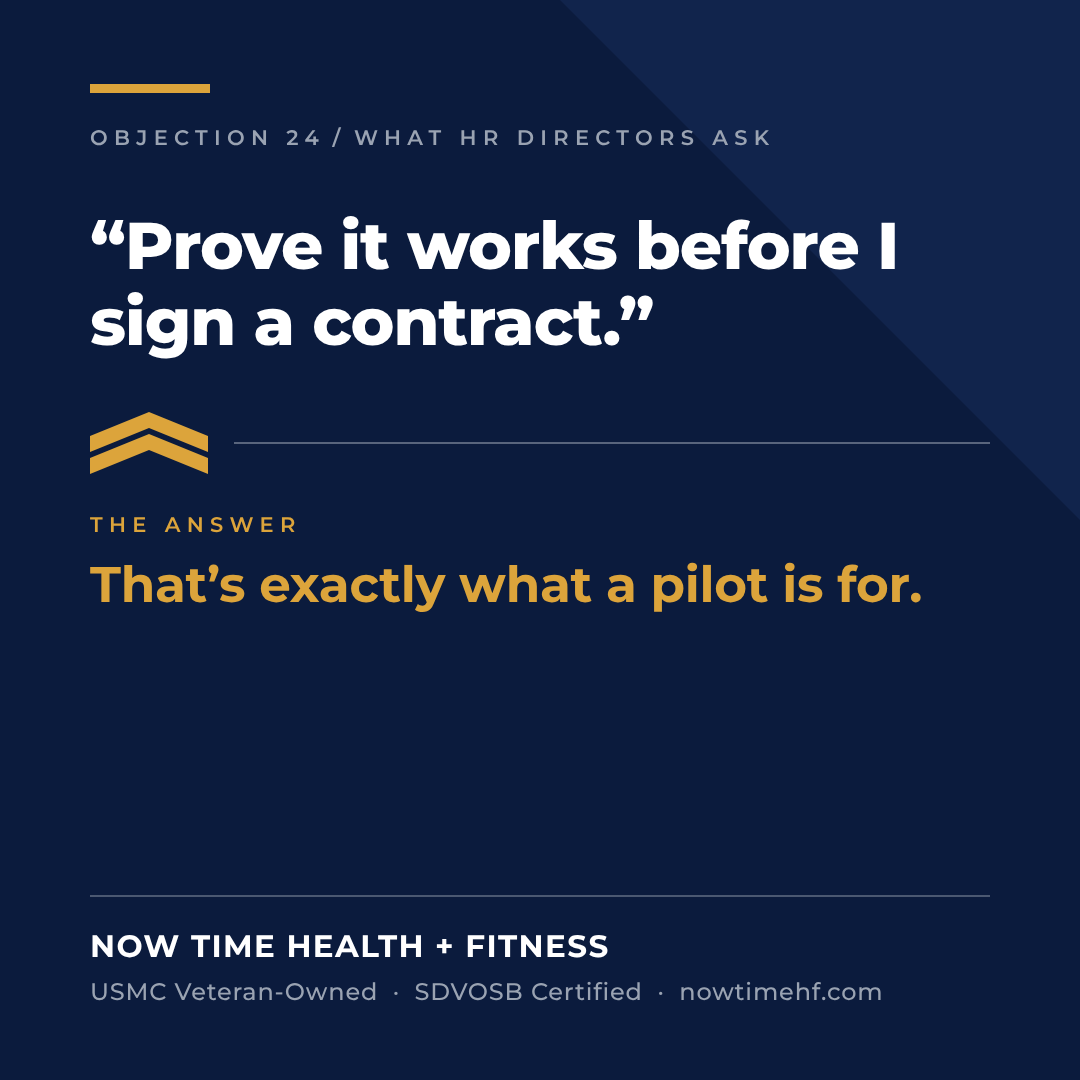 OBJECTION 24 / WHAT HR DIRECTORS ASK
“Prove it works before I
sign a contract.”
THE ANSWER
That’s exactly what a pilot is for.
NOW TIME HEALTH + FITNESS
USMC Veteran-Owned · SDVOSB Certified · nowtimehf.com